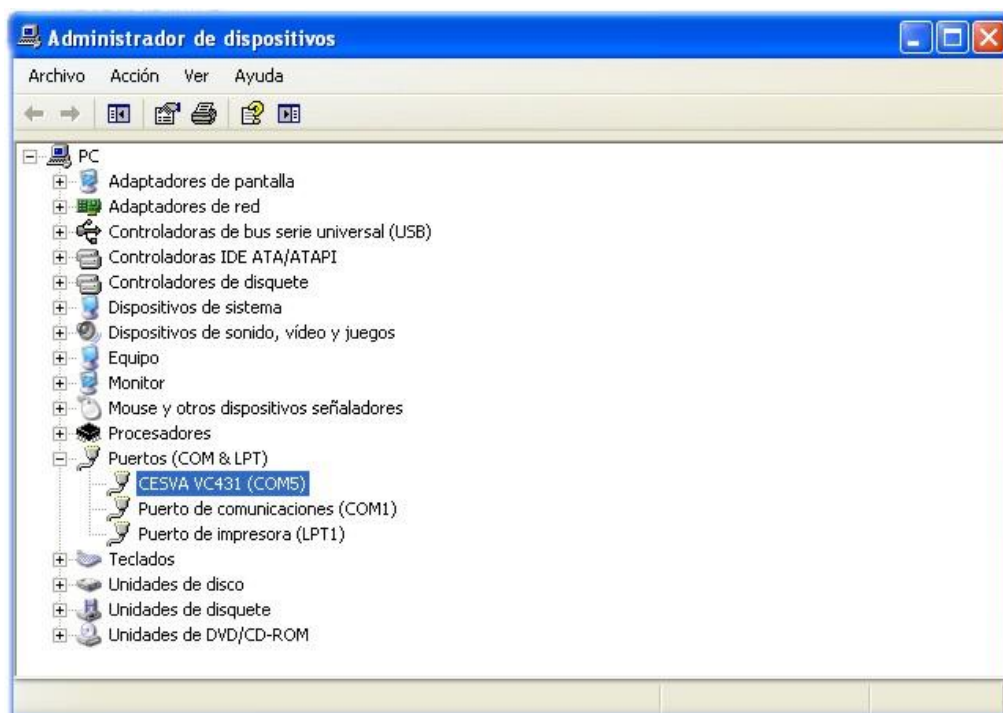 Administrador de dispositivos
Archivo Acción Ver Ayuda
PC
Adaptadores de pantalla
Adaptadores de red
Controladoras de bus serie universal (USB)
Controladoras IDE ATA/ATAPI
Controladores de disquete
Dispositivos de sistema
Dispositivos de sonido, vídeo y juegos
Equipo
Monitor
Mouse y otros dispositivos señaladores
Procesadores
Puertos (COM & LPT)
CESVA VC431 (COM5)
Puerto de comunicaciones (COM1)
Puerto de impresora (LPT1)
Teclados
Unidades de disco
Unidades de disquete
Unidades de DVD/CD-ROM